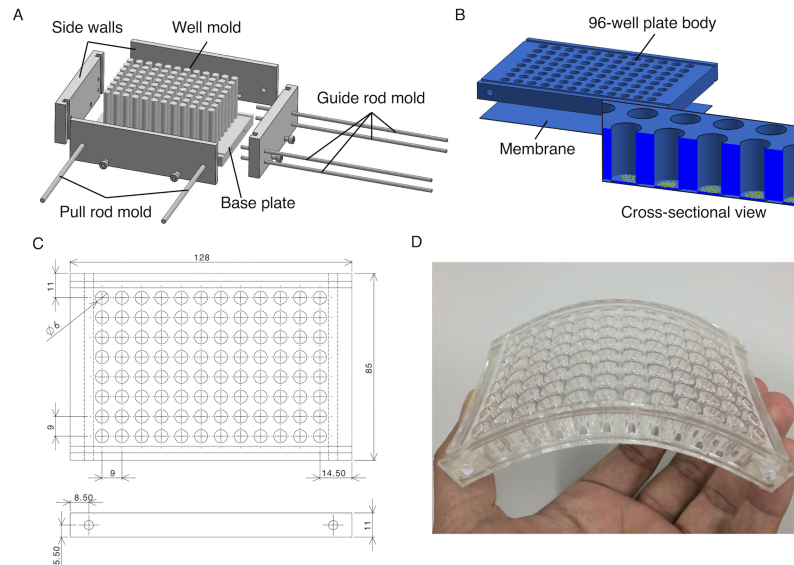 A
Side walls
Well mold
Guide rod mold
Pull rod mold
Base plate
B
96-well plate body
Membrane
Cross-sectional view
C
128
11
Ø6
85
9
9
14.50
8.50
5.50
11
D